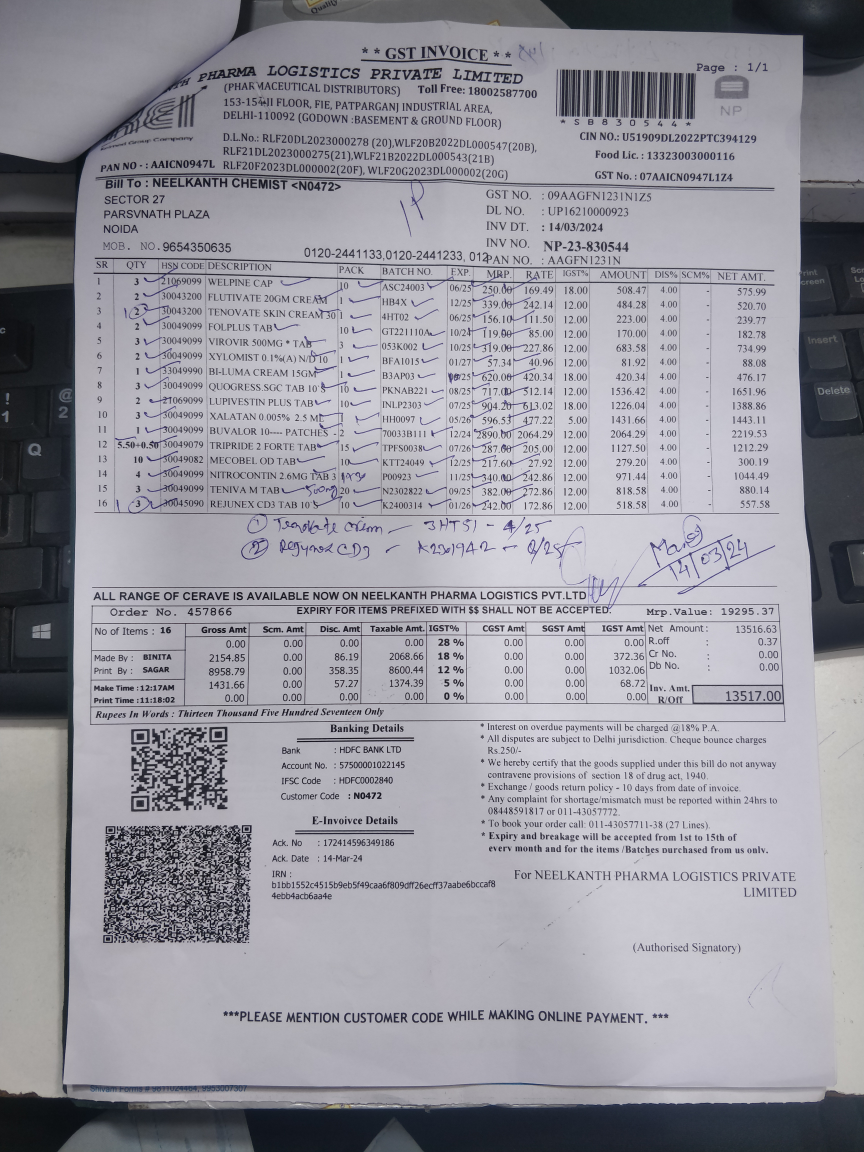 * * GST INVOICE * *
Page : 1/1
PHARMA LOGISTICS PRIVATE LIMITED
(PHARMACEUTICAL DISTRIBUTORS) Toll Free: 18002587700
153-154II FLOOR, FIE, PATPARGANJ INDUSTRIAL AREA,
DELHI-110092 (GODOWN :BASEMENT & GROUND FLOOR)
* S B 8 3 0 5 4 4 *
NP
CIN NO.: U51909DL2022PTC394129
D.L.No.: RLF20DL2023000278 (20),WLF20B2022DL000547(20B),
RLF21DL2023000275(21),WLF21B2022DL000543(21B)
RLF20F2023DL000002(20F), WLF20G2023DL000002(20G)
Food Lic. : 13323003000116
Group Company
PAN NO - : AAICN0947L
GST No. : 07AAICN0947L1Z4
Bill To : NEELKANTH CHEMIST <N0472>
SECTOR 27
PARSVNATH PLAZA
NOIDA
MOB. NO. 9654350635
0120-2441133,0120-2441233, 012
GST NO. : 09AAGFN1231N1Z5
DL NO. : UP16210000923
INV DT. : 14/03/2024
INV NO. NP-23-830544
PAN NO. : AAGFN1231N
SR QTY HSN CODE DESCRIPTION PACK BATCH NO. EXP MRP. RATE IGST% AMOUNT DIS% SCM% NET AMT.
1 3 21069099 WELPINE CAP 10 ASC24003 06/25 250.00 169.49 18.00 508.47 4.00 - 575.99
2 2 30043200 FLUTIVATE 20GM CREAM 1 HB4X 12/25 339.00 242.14 12.00 484.28 4.00 - 520.70
3 2 30043200 TENOVATE SKIN CREAM 30 1 4HT02 06/25 156.10 111.50 12.00 223.00 4.00 - 239.77
4 2 30049099 FOLPLUS TAB 10 GT221110A 10/24 119.00 85.00 12.00 170.00 4.00 - 182.78
5 3 30049099 VIROVIR 500MG * TAB 3 053K002 10/25 319.00 227.86 12.00 683.58 4.00 - 734.99
6 2 30049099 XYLOMIST 0.1%(A) N/D 10 1 BFA1015 01/27 57.34 40.96 12.00 81.92 4.00 - 88.08
7 1 33049990 BI-LUMA CREAM 15GM 1 B3AP03 /25 620.00 420.34 18.00 420.34 4.00 - 476.17
8 3 30049099 QUOGRESS.SGC TAB 10'S 10 PKNAB221 08/25 717.00 512.14 12.00 1536.42 4.00 - 1651.96
9 2 21069099 LUPIVESTIN PLUS TAB 10 INLP2303 07/25 904.20 613.02 18.00 1226.04 4.00 - 1388.86
10 3 30049099 XALATAN 0.005% 2.5 ML 1 HH0097 05/26 596.53 477.22 5.00 1431.66 4.00 - 1443.11
11 1 30049099 BUVALOR 10---- PATCHES - 2 70033B111 12/24 2890.00 2064.29 12.00 2064.29 4.00 - 2219.53
12 5.50+0.50 30049079 TRIPRIDE 2 FORTE TAB 15 TPFS0038 07/26 287.00 205.00 12.00 1127.50 4.00 - 1212.29
13 10 30049082 MECOBEL OD TAB 10 KTT24049 12/25 217.60 27.92 12.00 279.20 4.00 - 300.19
14 4 30049099 NITROCONTIN 2.6MG TAB 3 P00923 11/25 340.00 242.86 12.00 971.44 4.00 - 1044.49
15 3 30049099 TENIVA M TAB 500mg 20 N2302822 09/25 382.00 272.86 12.00 818.58 4.00 - 880.14
16 3 30045090 REJUNEX CD3 TAB 10'S 10 K2400314 01/26 242.00 172.86 12.00 518.58 4.00 - 557.58
① Tenovate cream - 3HT51 - 4/25
② Rejunex CD3 -
14/03/24
ALL RANGE OF CERAVE IS AVAILABLE NOW ON NEELKANTH PHARMA LOGISTICS PVT.LTD
Order No. 457866 EXPIRY FOR ITEMS PREFIXED WITH $$ SHALL NOT BE ACCEPTED. Mrp.Value: 19295.37
No of Items : 16 Gross Amt Scm. Amt Disc. Amt Taxable Amt. IGST% CGST Amt SGST Amt IGST Amt Net Amount : 13516.63
0.00 0.00 0.00 0.00 28 % 0.00 0.00 0.00 R.off : 0.37
Made By : BINITA 2154.85 0.00 86.19 2068.66 18 % 0.00 0.00 372.36 Cr No. : 0.00
Print By : SAGAR 8958.79 0.00 358.35 8600.44 12 % 0.00 0.00 1032.06 Db No. : 0.00
Make Time :12:17AM 1431.66 0.00 57.27 1374.39 5 % 0.00 0.00 68.72
Print Time :11:18:02 0.00 0.00 0.00 0.00 0 % 0.00 0.00 0.00 Inv. Amt. R/Off 13517.00
Rupees In Words : Thirteen Thousand Five Hundred Seventeen Only
Banking Details
Bank : HDFC BANK LTD
Account No. : 57500001022145
IFSC Code : HDFC0002840
Customer Code : N0472
E-Invoivce Details
Ack. No : 172414596349186
Ack. Date : 14-Mar-24
IRN :
b1bb1552c4515b9eb5f49caa6f809dff26ecff37aabe6bccaf8
4ebb4acb6aa4e
* Interest on overdue payments will be charged @18% P.A.
* All disputes are subject to Delhi jurisdiction. Cheque bounce charges
Rs.250/-
* We hereby certify that the goods supplied under this bill do not anyway
contravene provisions of section 18 of drug act, 1940.
* Exchange / goods return policy - 10 days from date of invoice.
* Any complaint for shortage/mismatch must be reported within 24hrs to
08448591817 or 011-43057772.
* To book your order call: 011-43057711-38 (27 Lines).
* Expiry and breakage will be accepted from 1st to 15th of
every month and for the items /Batches purchased from us only.
For NEELKANTH PHARMA LOGISTICS PRIVATE
LIMITED
(Authorised Signatory)
***PLEASE MENTION CUSTOMER CODE WHILE MAKING ONLINE PAYMENT. ***
Insert
Delete
Q